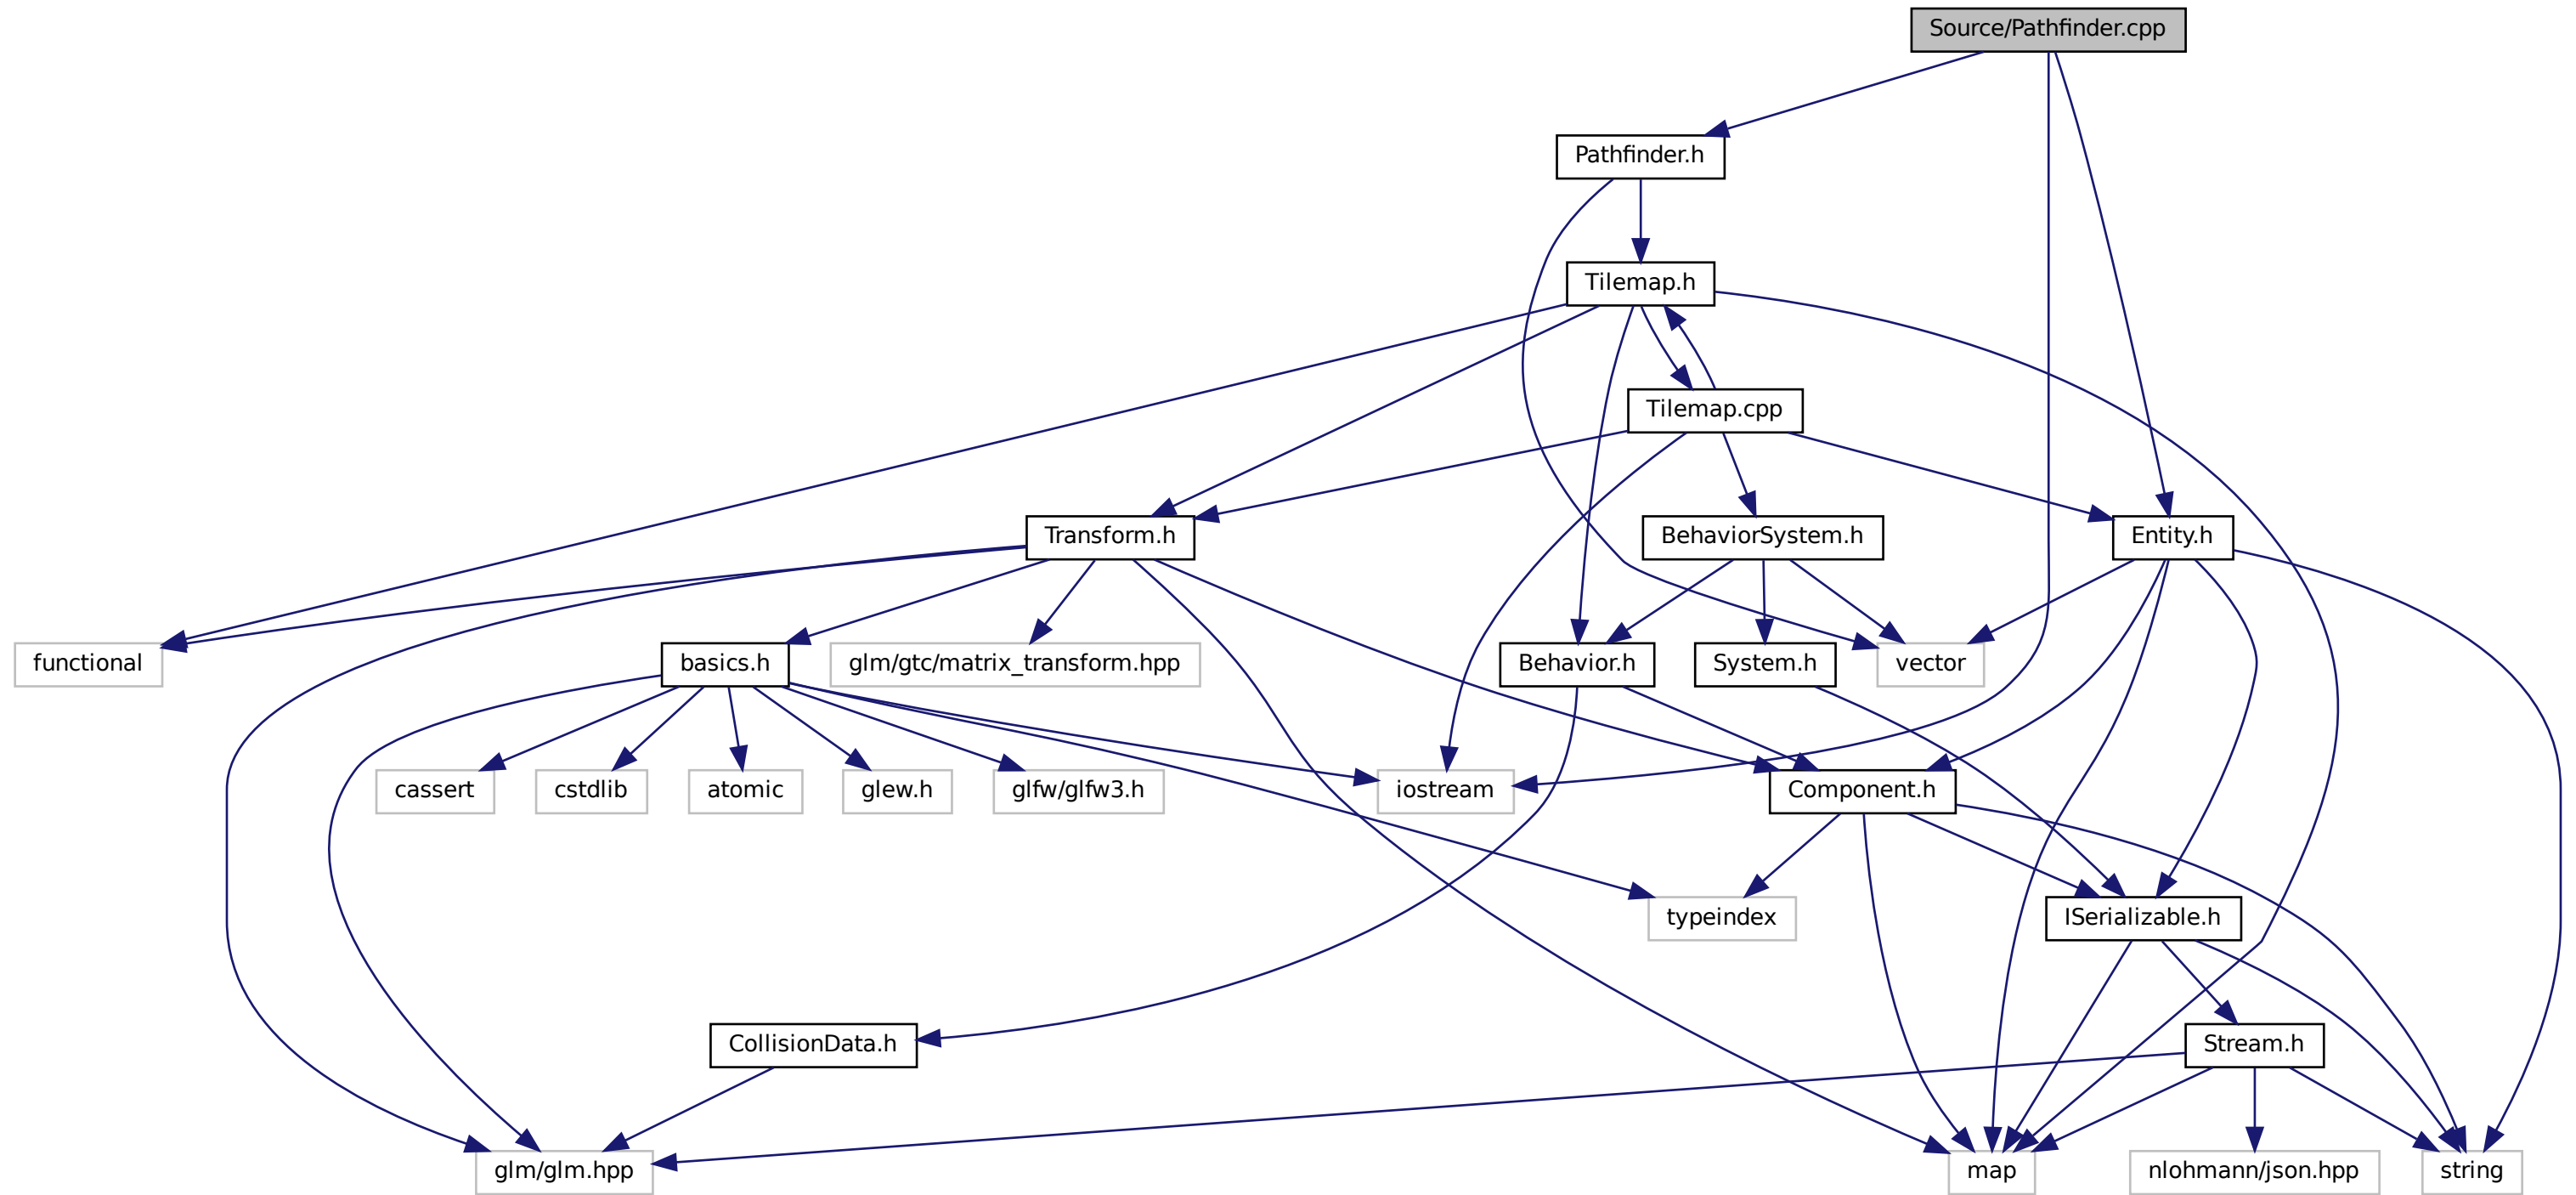 Source/Pathfinder.cpp
Pathfinder.h
Tilemap.h
Tilemap.cpp
Transform.h
BehaviorSystem.h
Entity.h
functional
basics.h
glm/gtc/matrix_transform.hpp
Behavior.h
System.h
vector
cassert
cstdlib
atomic
glew.h
glfw/glfw3.h
iostream
Component.h
typeindex
ISerializable.h
CollisionData.h
Stream.h
glm/glm.hpp
map
nlohmann/json.hpp
string